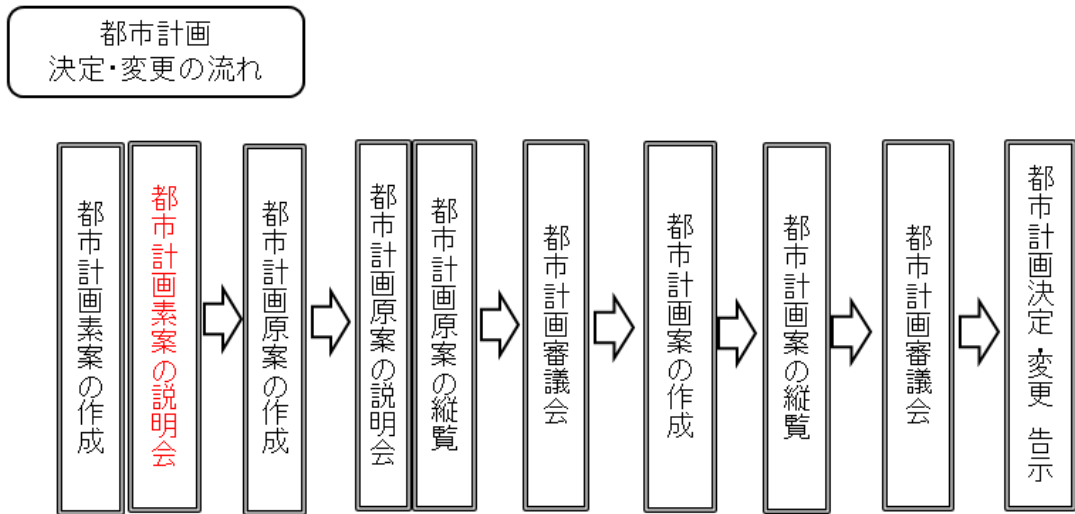 都市計画
決定・変更の流れ
都市計画素案の作成
都市計画素案の説明会
都市計画原案の作成
都市計画原案の説明会
都市計画原案の縦覧
都市計画審議会
都市計画案の作成
都市計画案の縦覧
都市計画審議会
都市計画決定・変更 告示